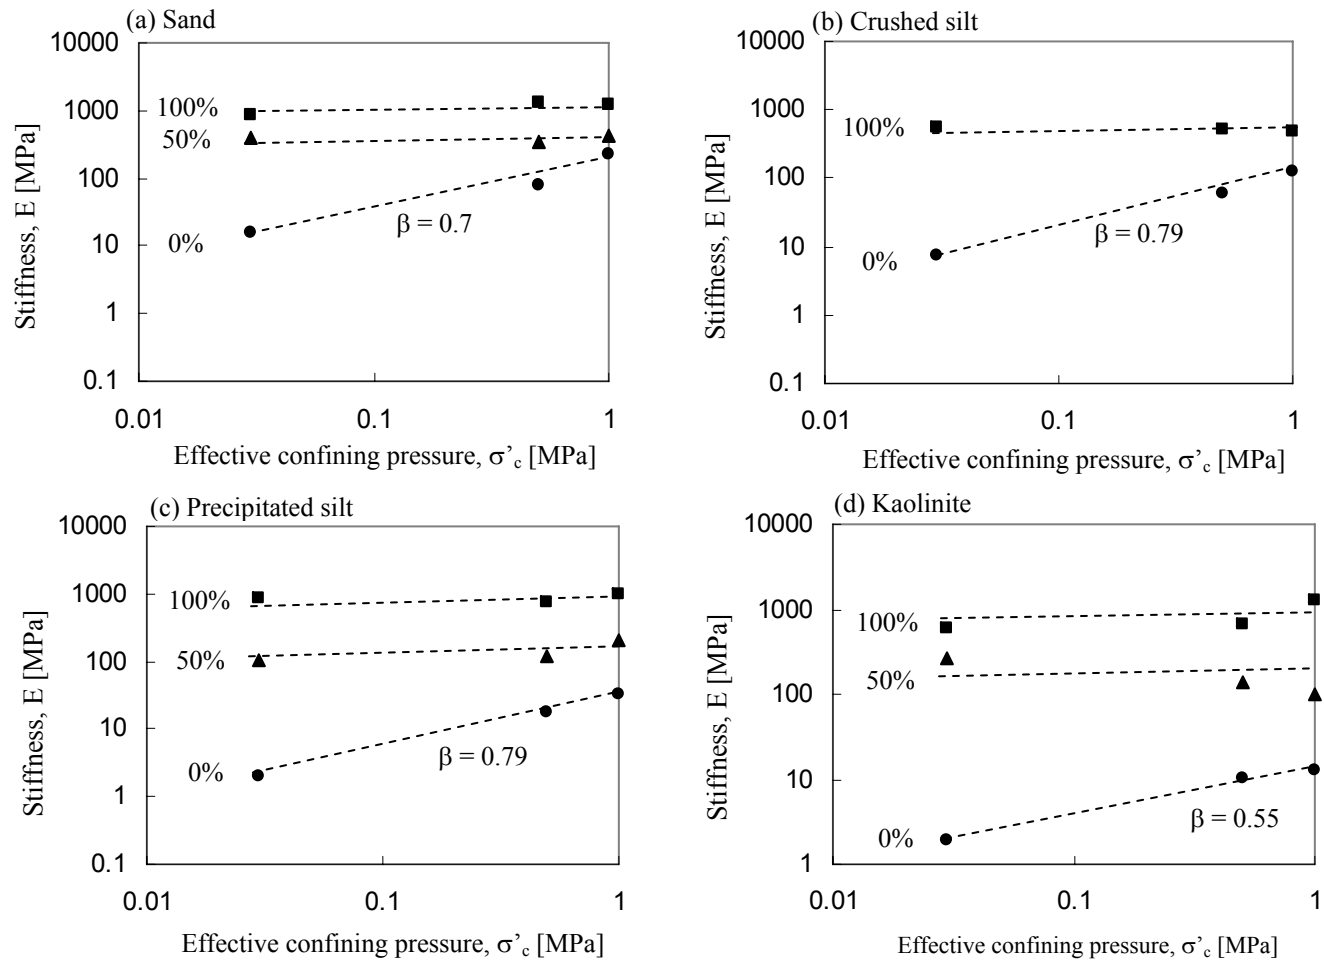 (a) Sand
10000
1000
100
10
1
0.1
0.01
0.1
1
100%
50%
0%
β = 0.7
Stiffness, E [MPa]
Effective confining pressure, σ’c [MPa]
(b) Crushed silt
10000
1000
100
10
1
0.1
0.01
0.1
1
100%
0%
β = 0.79
Stiffness, E [MPa]
Effective confining pressure, σ’c [MPa]
(c) Precipitated silt
10000
1000
100
10
1
0.1
0.01
0.1
1
100%
50%
0%
β = 0.79
Stiffness, E [MPa]
Effective confining pressure, σ’c [MPa]
(d) Kaolinite
10000
1000
100
10
1
0.01
0.1
1
100%
50%
0%
β = 0.55
Stiffness, E [MPa]
Effective confining pressure, σ’c [MPa]